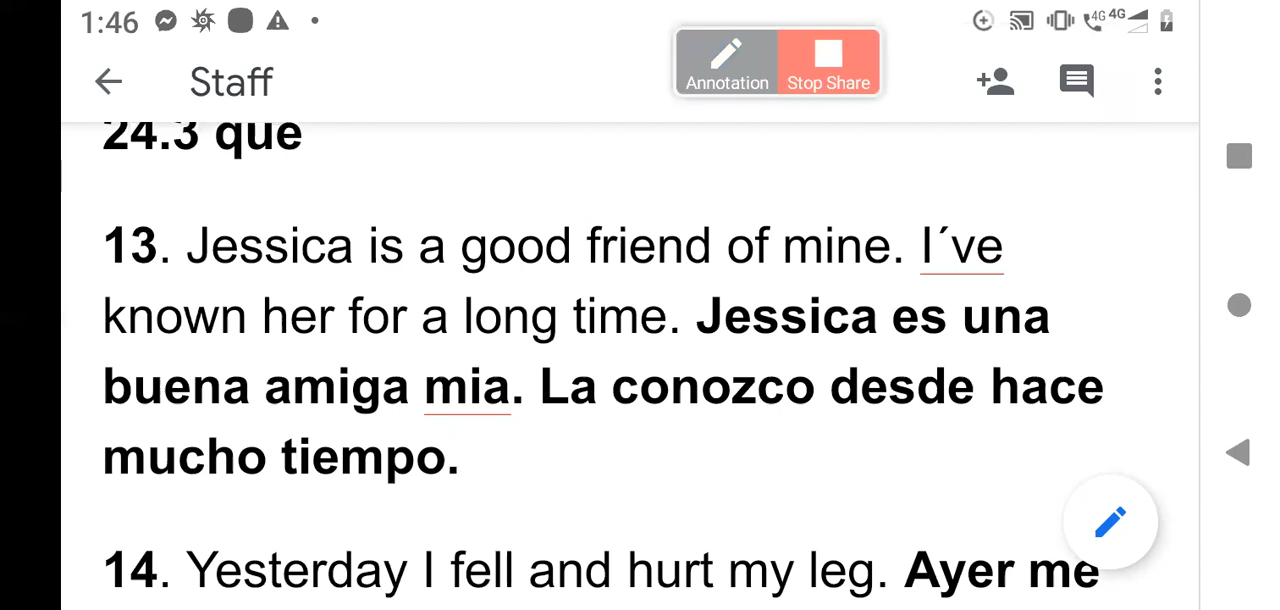 1:46
4G 4G
Annotation Stop Share
Staff
24.3 que
13. Jessica is a good friend of mine. I´ve
known her for a long time. Jessica es una
buena amiga mia. La conozco desde hace
mucho tiempo.
14. Yesterday I fell and hurt my leg. Ayer me